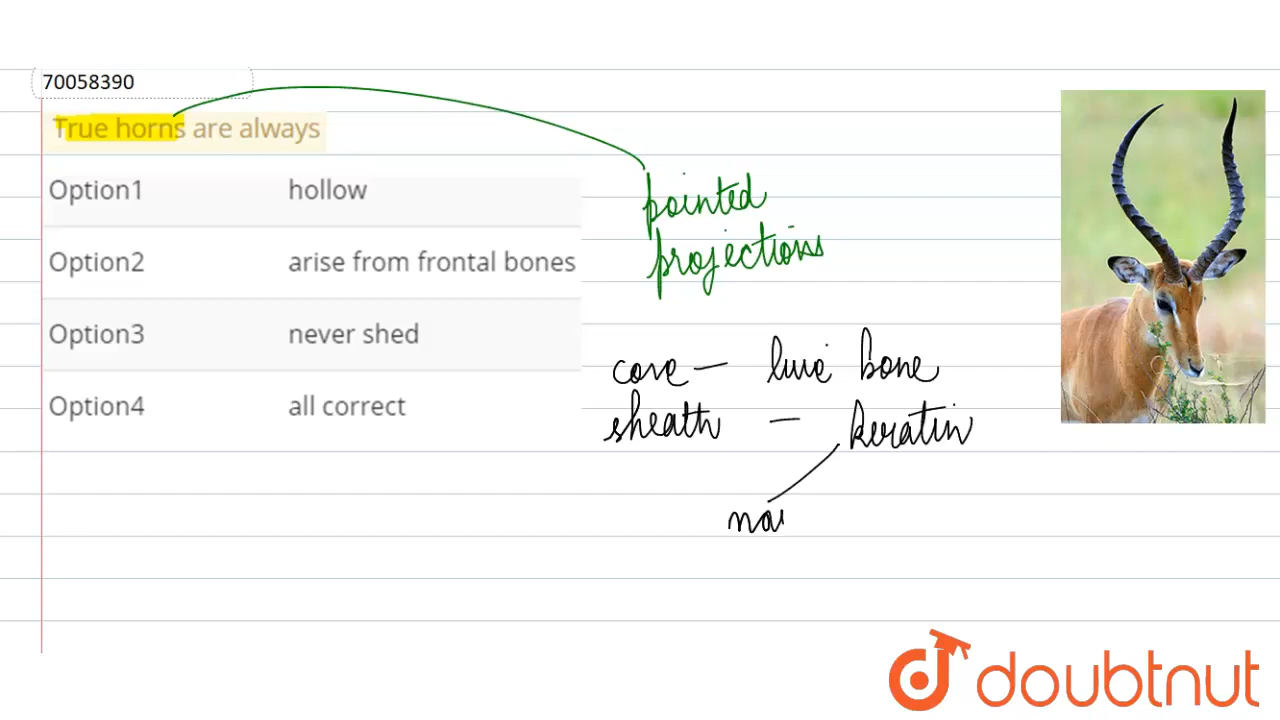 70058390
True horns are always
Option1 hollow
Option2 arise from frontal bones
Option3 never shed
Option4 all correct
pointed
projections
core – live bone
sheath – keratin
nai
doubtnut